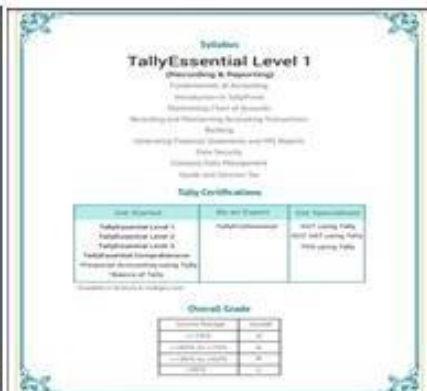 Syllabus
TallyEssential Level 1
(Recording & Reporting)
Fundamentals of Accounting
Introduction to TallyPrime
Maintaining Chart of Accounts
Recording and Maintaining Accounting Transactions
Banking
Generating Financial Statements and MIS Reports
Data Security
Company Data Management
Goods and Services Tax
Tally Certifications
Get Started
Be an Expert
Get Specialised
TallyEssential Level 1
TallyProfessional
GST using Tally
TallyEssential Level 2
TallyEssential Level 3
TDS using Tally
TallyEssential Comprehensive
*Financial Accounting using Tally
*Basics of Tally
Overall Grade